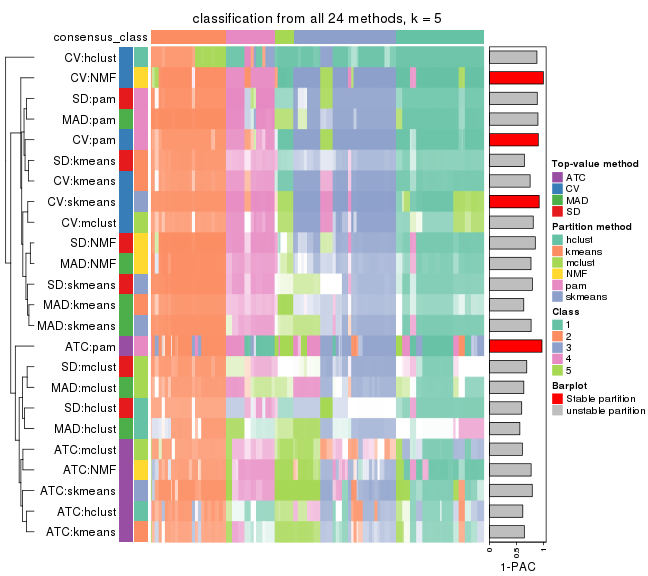 classification from all 24 methods, k = 5
consensus_class
CV:hclust
CV:NMF
SD:pam
MAD:pam
CV:pam
SD:kmeans
CV:kmeans
CV:skmeans
CV:mclust
SD:NMF
MAD:NMF
SD:skmeans
MAD:kmeans
MAD:skmeans
ATC:pam
SD:mclust
MAD:mclust
SD:hclust
MAD:hclust
ATC:mclust
ATC:NMF
ATC:skmeans
ATC:hclust
ATC:kmeans
0
0.5
1
1-PAC
Top-value method
ATC
CV
MAD
SD
Partition method
hclust
kmeans
mclust
NMF
pam
skmeans
Class
1
2
3
4
5
Barplot
Stable partition
unstable partition